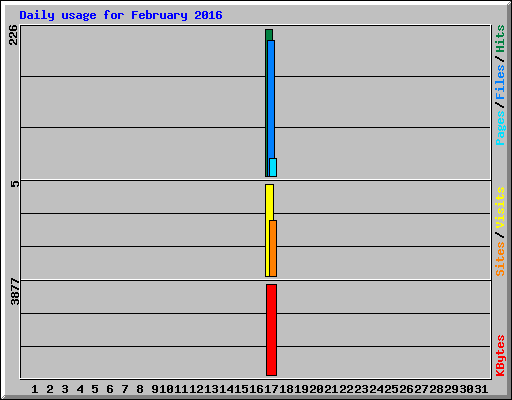 Daily usage for February 2016
226
Pages/Files/Hits
5
Sites/Visits
3877
KBytes
1 2 3 4 5 6 7 8 9 10 11 12 13 14 15 16 17 18 19 20 21 22 23 24 25 26 27 28 29 30 31